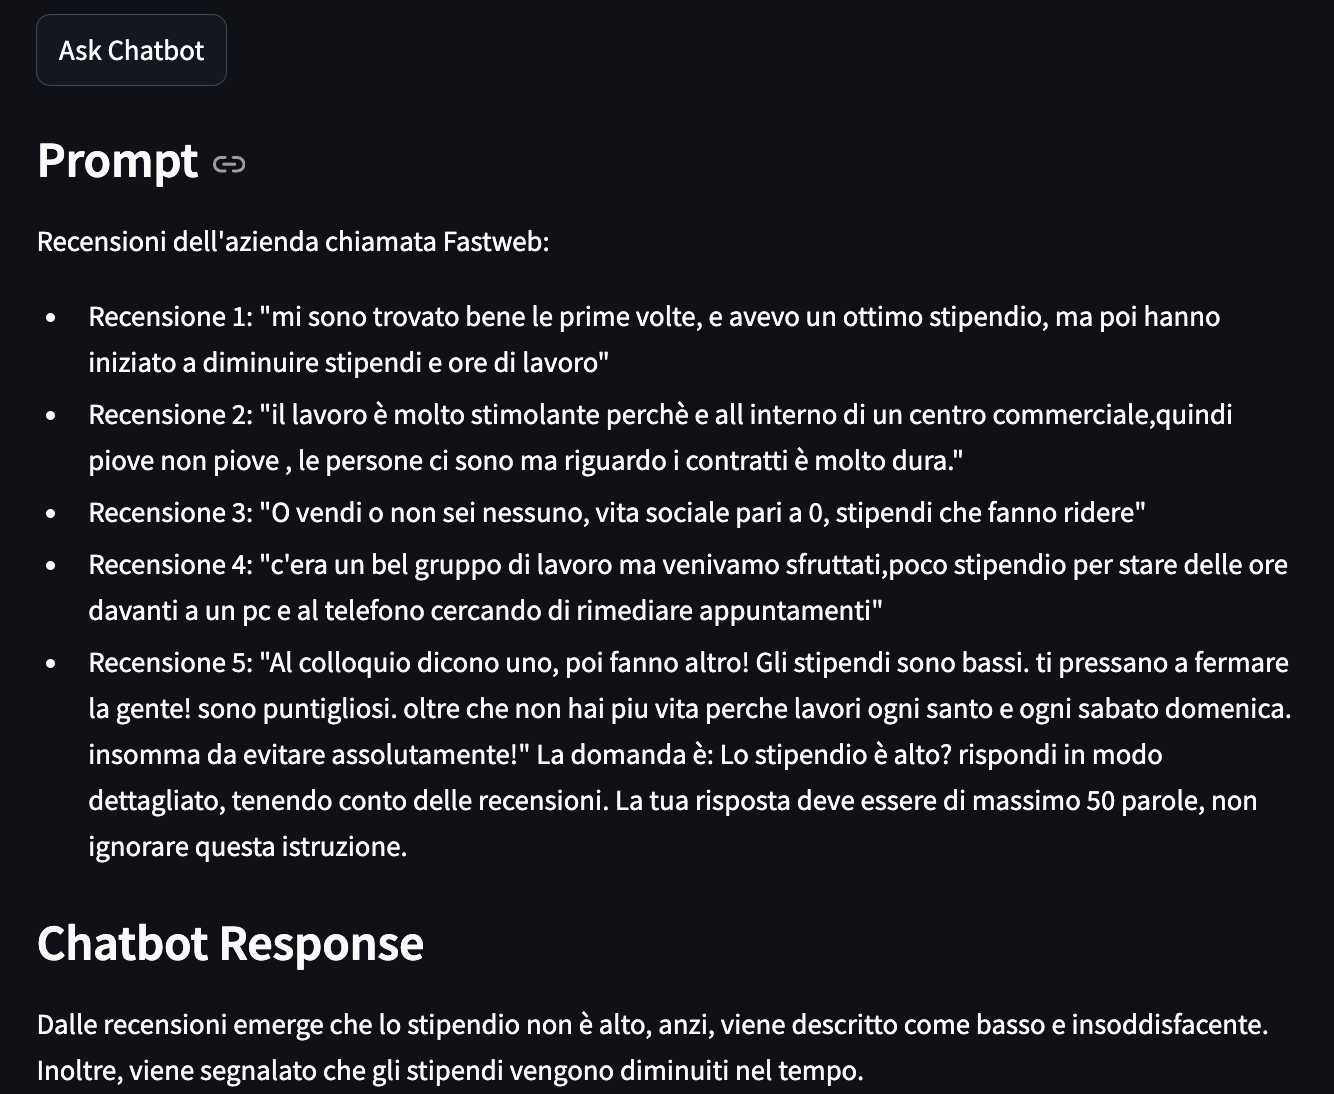 Ask Chatbot
Prompt
Recensioni dell'azienda chiamata Fastweb:
• Recensione 1: "mi sono trovato bene le prime volte, e avevo un ottimo stipendio, ma poi hanno
iniziato a diminuire stipendi e ore di lavoro"
• Recensione 2: "il lavoro è molto stimolante perchè e all interno di un centro commerciale,quindi
piove non piove , le persone ci sono ma riguardo i contratti è molto dura."
• Recensione 3: "O vendi o non sei nessuno, vita sociale pari a 0, stipendi che fanno ridere"
• Recensione 4: "c'era un bel gruppo di lavoro ma venivamo sfruttati,poco stipendio per stare delle ore
davanti a un pc e al telefono cercando di rimediare appuntamenti"
• Recensione 5: "Al colloquio dicono uno, poi fanno altro! Gli stipendi sono bassi. ti pressano a fermare
la gente! sono puntigliosi. oltre che non hai piu vita perche lavori ogni santo e ogni sabato domenica.
insomma da evitare assolutamente!" La domanda è: Lo stipendio è alto? rispondi in modo
dettagliato, tenendo conto delle recensioni. La tua risposta deve essere di massimo 50 parole, non
ignorare questa istruzione.
Chatbot Response
Dalle recensioni emerge che lo stipendio non è alto, anzi, viene descritto come basso e insoddisfacente.
Inoltre, viene segnalato che gli stipendi vengono diminuiti nel tempo.